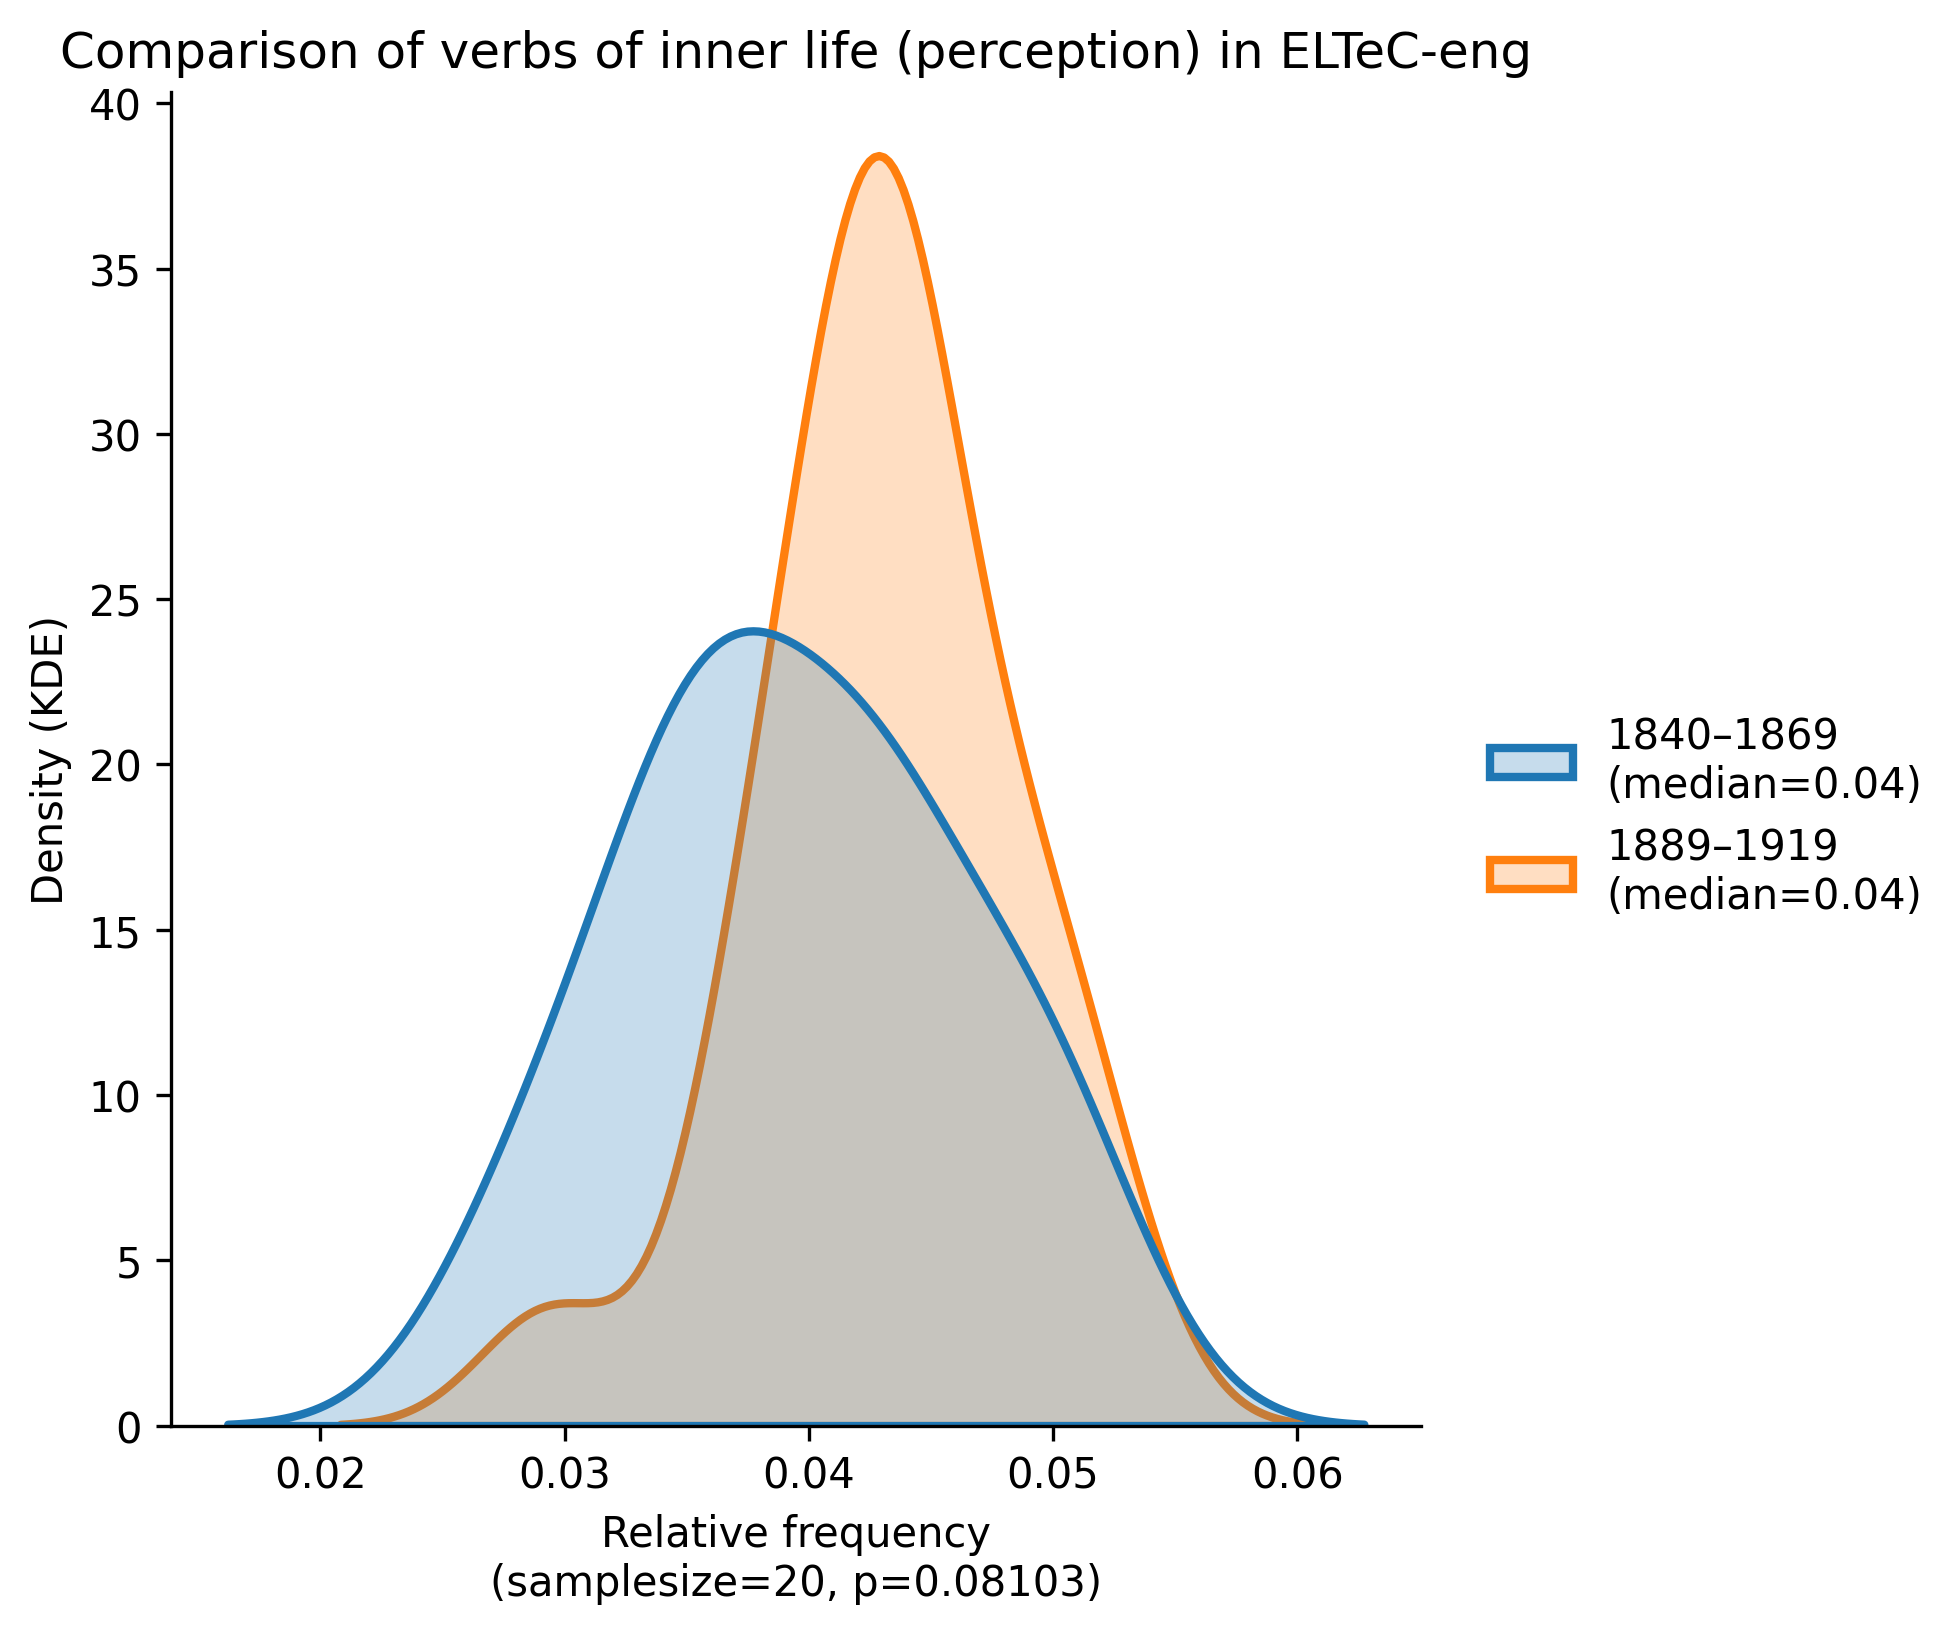 Comparison of verbs of inner life (perception) in ELTeC-eng
40
35
30
25
20
15
10
5
0
Density (KDE)
0.02 0.03 0.04 0.05 0.06
Relative frequency
(samplesize=20, p=0.08103)
1840–1869
(median=0.04)
1889–1919
(median=0.04)